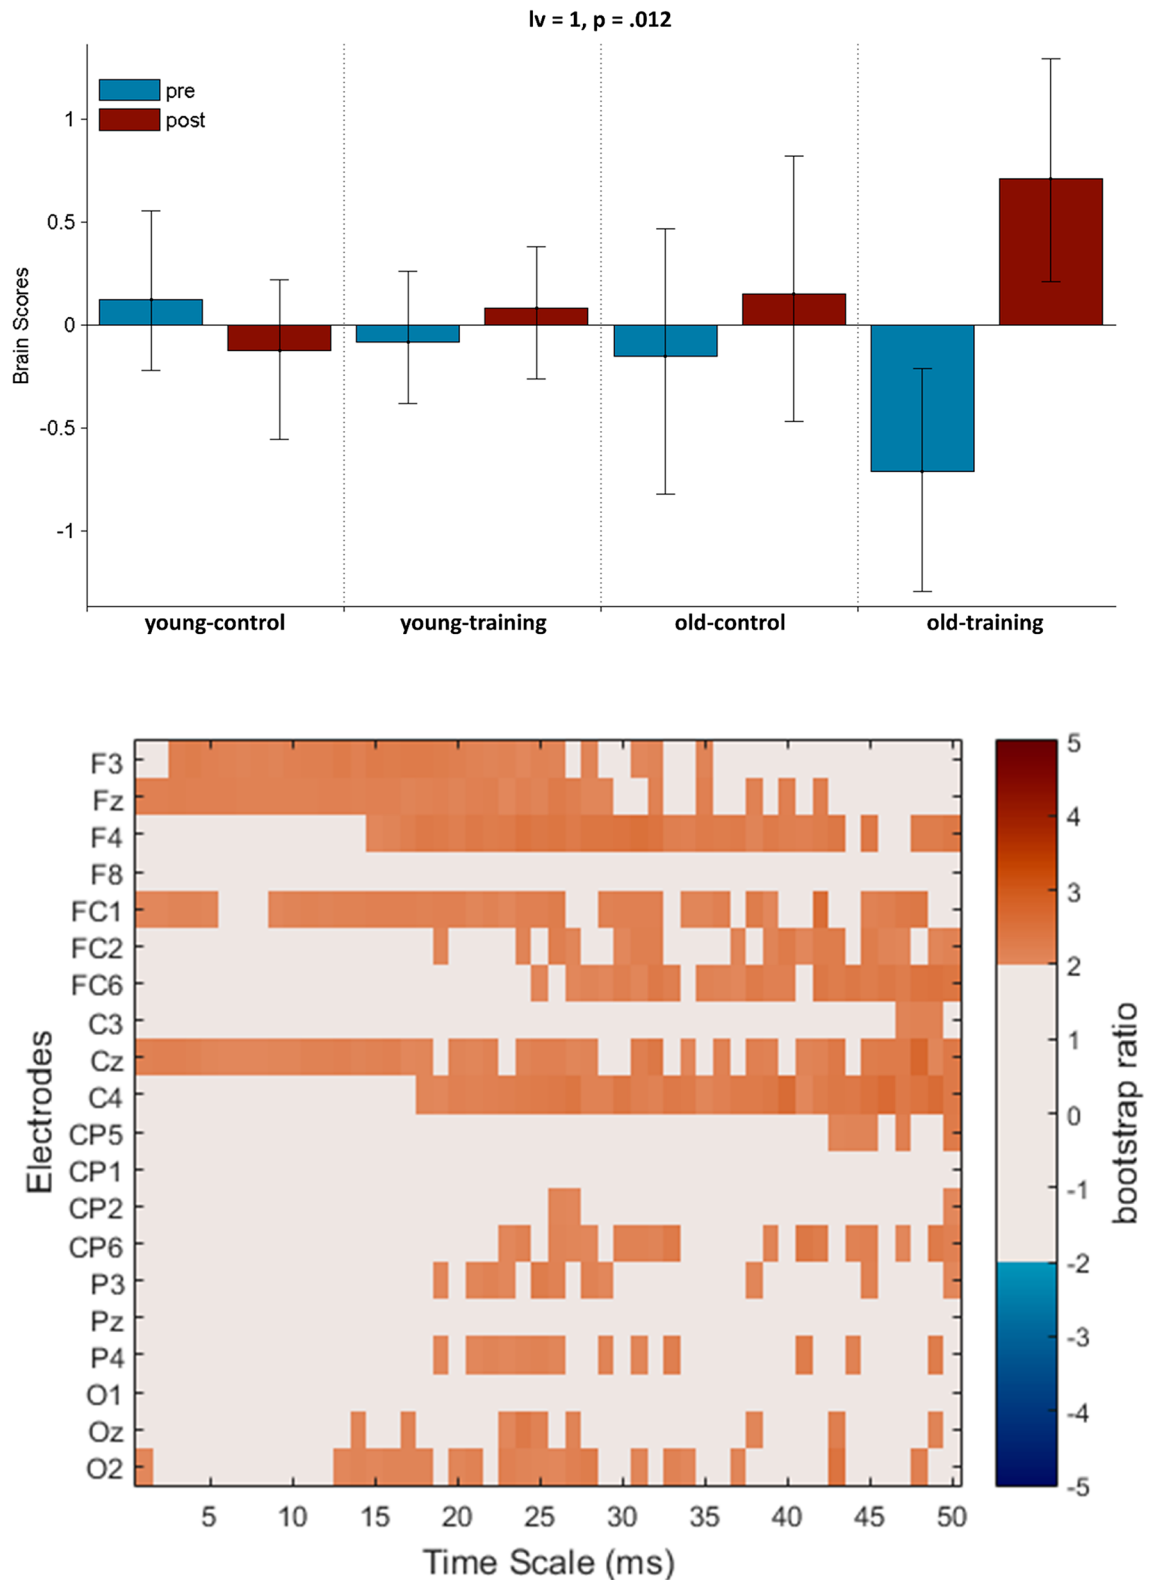 lv = 1, p = .012
pre
post
1
0.5
0
-0.5
-1
Brain Scores
young-control young-training old-control old-training
F3
Fz
F4
F8
FC1
FC2
FC6
C3
Cz
C4
CP5
CP1
CP2
CP6
P3
Pz
P4
O1
Oz
O2
Electrodes
5 10 15 20 25 30 35 40 45 50
Time Scale (ms)
5
4
3
2
1
0
-1
-2
-3
-4
-5
bootstrap ratio